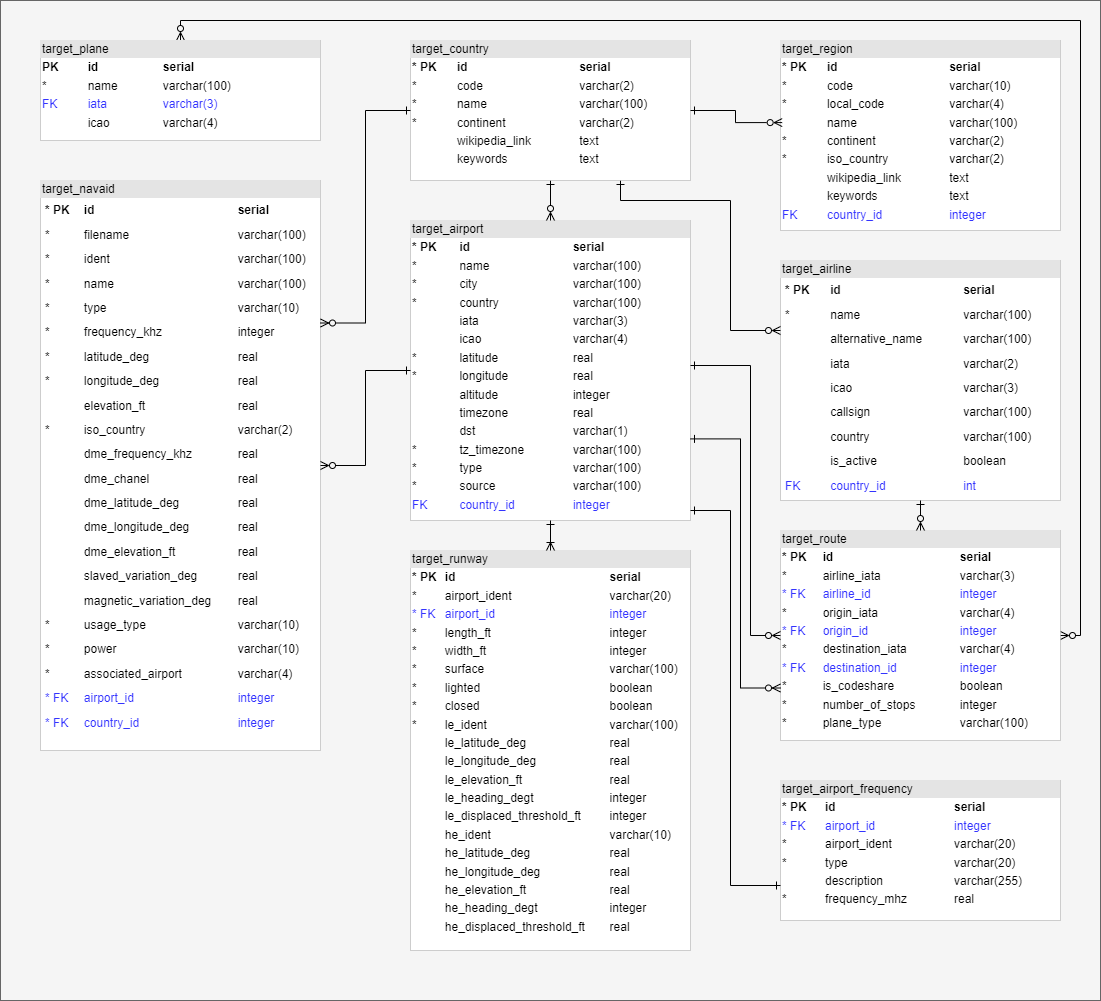 target_plane
PK id serial
* name varchar(100)
FK iata varchar(3)
icao varchar(4)
target_navaid
* PK id serial
* filename varchar(100)
* ident varchar(100)
* name varchar(100)
* type varchar(10)
* frequency_khz integer
* latitude_deg real
* longitude_deg real
elevation_ft real
* iso_country varchar(2)
dme_frequency_khz real
dme_chanel real
dme_latitude_deg real
dme_longitude_deg real
dme_elevation_ft real
slaved_variation_deg real
magnetic_variation_deg real
* usage_type varchar(10)
* power varchar(10)
* associated_airport varchar(4)
* FK airport_id integer
* FK country_id integer
target_country
* PK id serial
* code varchar(2)
* name varchar(100)
* continent varchar(2)
wikipedia_link text
keywords text
target_airport
* PK id serial
* name varchar(100)
* city varchar(100)
* country varchar(100)
iata varchar(3)
icao varchar(4)
* latitude real
* longitude real
altitude integer
timezone real
dst varchar(1)
* tz_timezone varchar(100)
* type varchar(100)
* source varchar(100)
FK country_id integer
target_runway
* PK id serial
* airport_ident varchar(20)
* FK airport_id integer
* length_ft integer
* width_ft integer
* surface varchar(100)
* lighted boolean
* closed boolean
* le_ident varchar(100)
le_latitude_deg real
le_longitude_deg real
le_elevation_ft real
le_heading_degt integer
le_displaced_threshold_ft integer
he_ident varchar(10)
he_latitude_deg real
he_longitude_deg real
he_elevation_ft real
he_heading_degt integer
he_displaced_threshold_ft real
target_region
* PK id serial
* code varchar(10)
* local_code varchar(4)
name varchar(100)
* continent varchar(2)
* iso_country varchar(2)
wikipedia_link text
keywords text
FK country_id integer
target_airline
* PK id serial
* name varchar(100)
alternative_name varchar(100)
iata varchar(2)
icao varchar(3)
callsign varchar(100)
country varchar(100)
is_active boolean
FK country_id int
target_route
* PK id serial
* airline_iata varchar(3)
* FK airline_id integer
* origin_iata varchar(4)
* FK origin_id integer
* destination_iata varchar(4)
* FK destination_id integer
* is_codeshare boolean
* number_of_stops integer
* plane_type varchar(100)
target_airport_frequency
* PK id serial
* FK airport_id integer
* airport_ident varchar(20)
* type varchar(20)
description varchar(255)
* frequency_mhz real